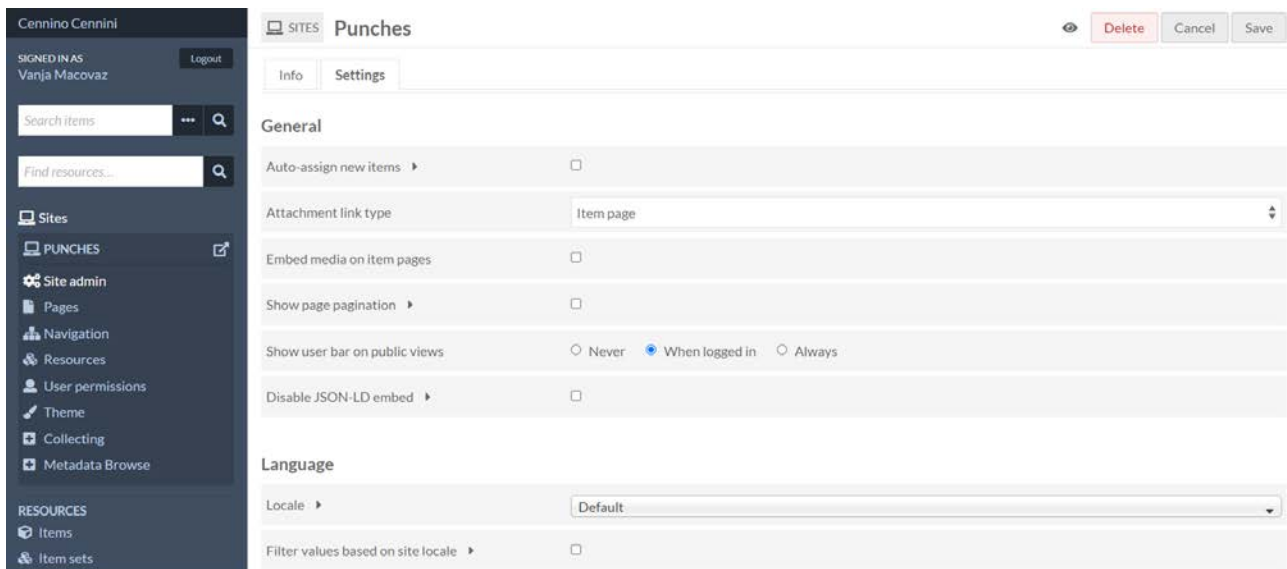 Cennino Cennini
SIGNED IN AS
Logout
Vanja Macovaz
Search items
Find resources...
Sites
PUNCHES
Site admin
Pages
Navigation
Resources
User permissions
Theme
Collecting
Metadata Browse
RESOURCES
Items
Item sets
SITES Punches
Delete Cancel Save
Info Settings
General
Auto-assign new items
Attachment link type Item page
Embed media on item pages
Show page pagination
Show user bar on public views Never When logged in Always
Disable JSON-LD embed
Language
Locale Default
Filter values based on site locale